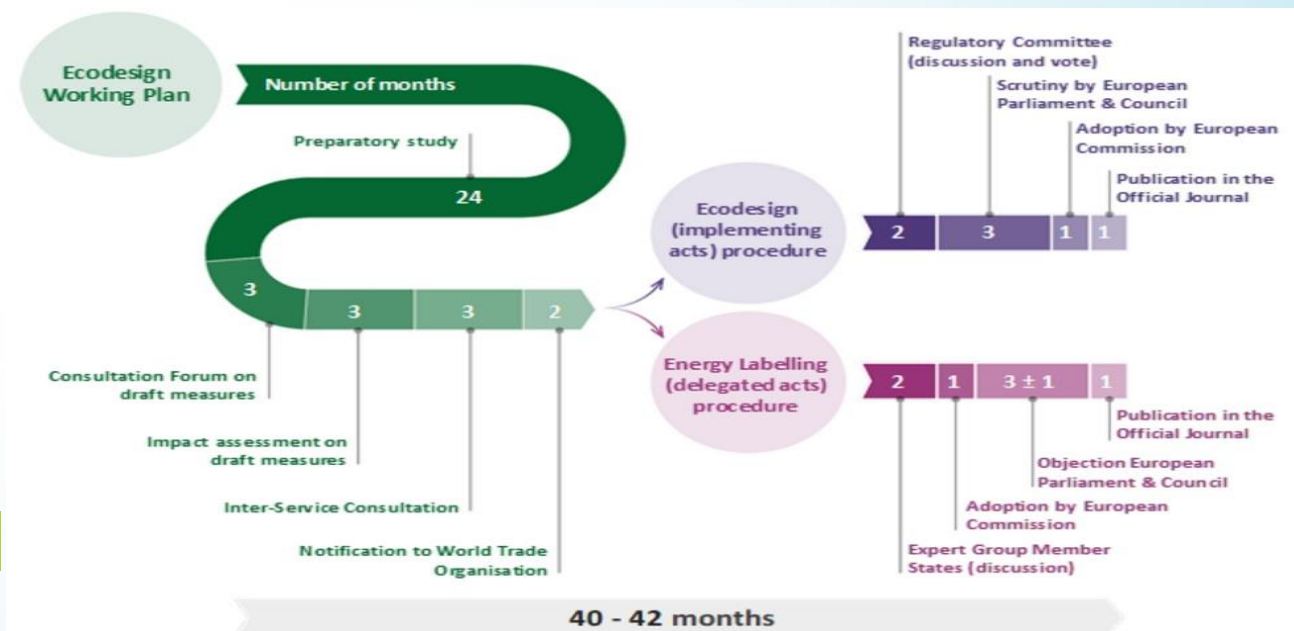 Ecodesign
Working Plan
Number of months
Preparatory study
24
3
3
3
2
Consultation Forum on
draft measures
Impact assessment on
draft measures
Inter-Service Consultation
Notification to World Trade
Organisation
Ecodesign
(implementing
acts) procedure
Regulatory Committee
(discussion and vote)
Scrutiny by European
Parliament & Council
Adoption by European
Commission
Publication in the
Official Journal
2
3
1
1
Energy Labelling
(delegated acts)
procedure
2
1
3 ± 1
1
Publication in the
Official Journal
Objection European
Parliament & Council
Adoption by European
Commission
Expert Group Member
States (discussion)
40 - 42 months